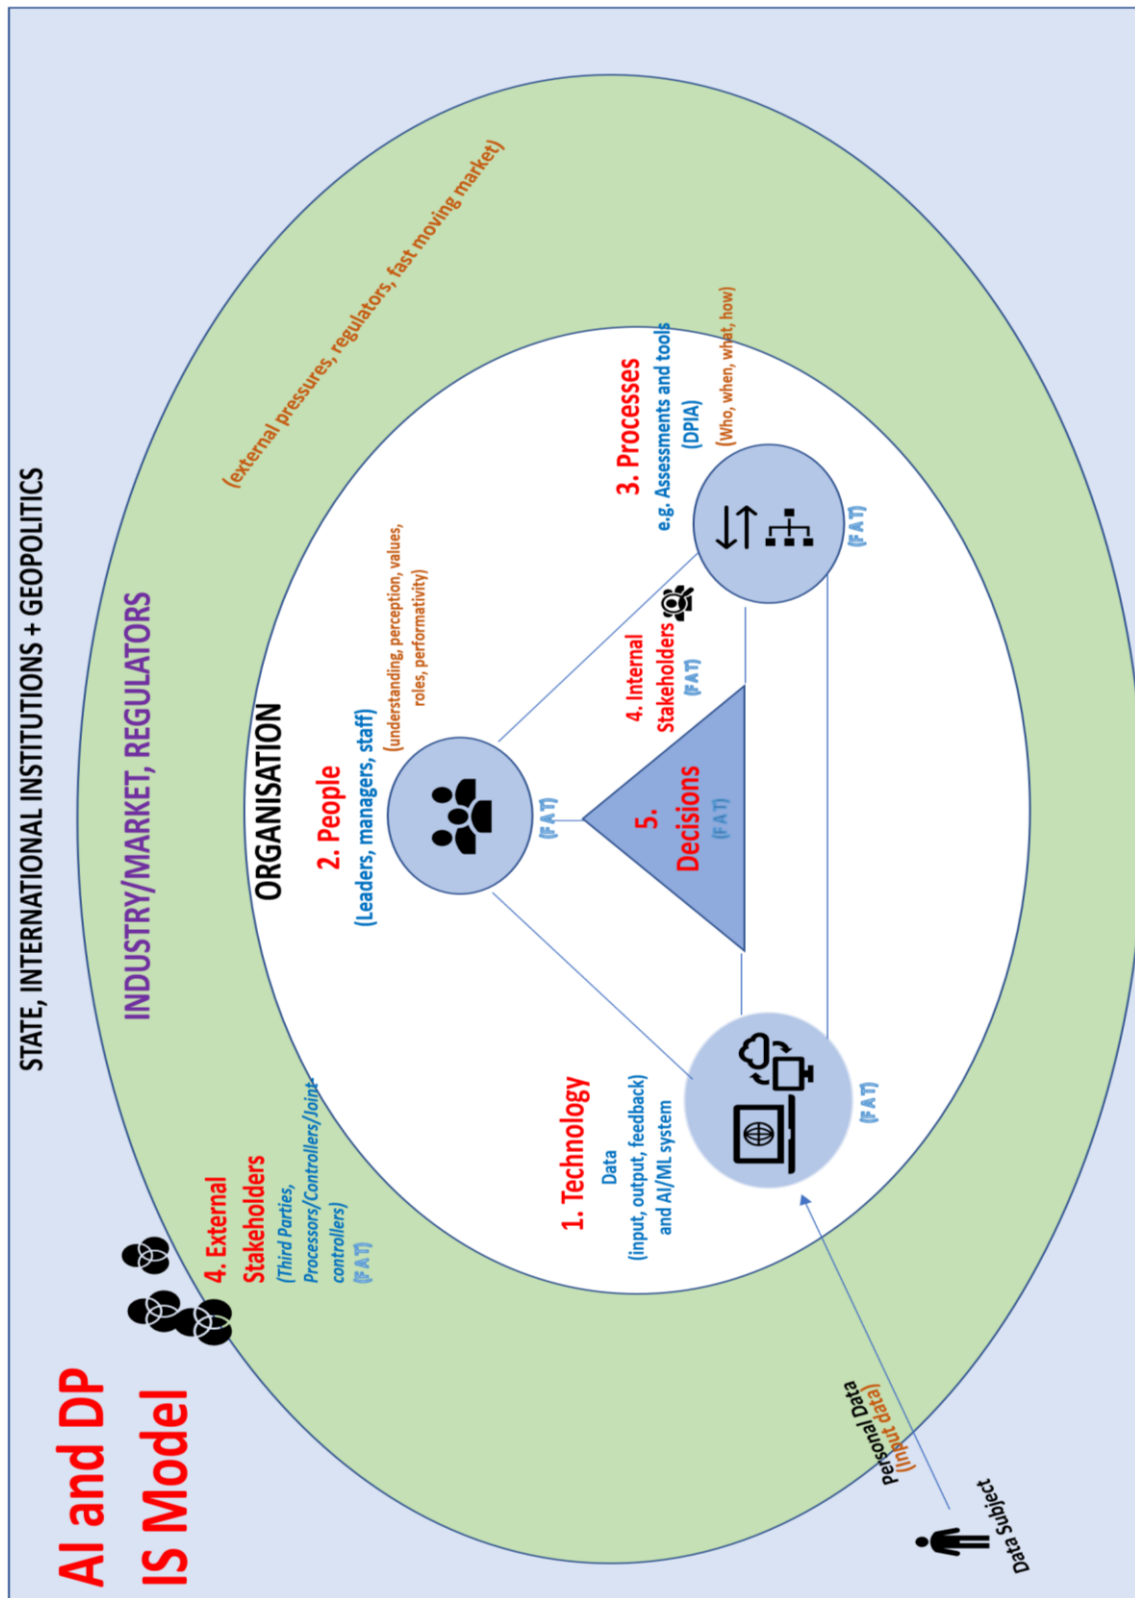 STATE, INTERNATIONAL INSTITUTIONS + GEOPOLITICS
AI and DP
IS Model
INDUSTRY/MARKET, REGULATORS
(external pressures, regulators, fast moving market)
4. External
Stakeholders
(Third Parties,
Processors/Controllers/Joint-
controllers)
(FAT)
ORGANISATION
2. People
(Leaders, managers, staff)
(understanding, perception, values,
roles, performativity)
(FAT)
1. Technology
Data
(input, output, feedback)
and AI/ML system
(FAT)
3. Processes
e.g. Assessments and tools
(DPIA)
(Who, when, what, how)
(FAT)
4. Internal
Stakeholders
(FAT)
5.
Decisions
(FAT)
Personal Data
(Input data)
Data Subject